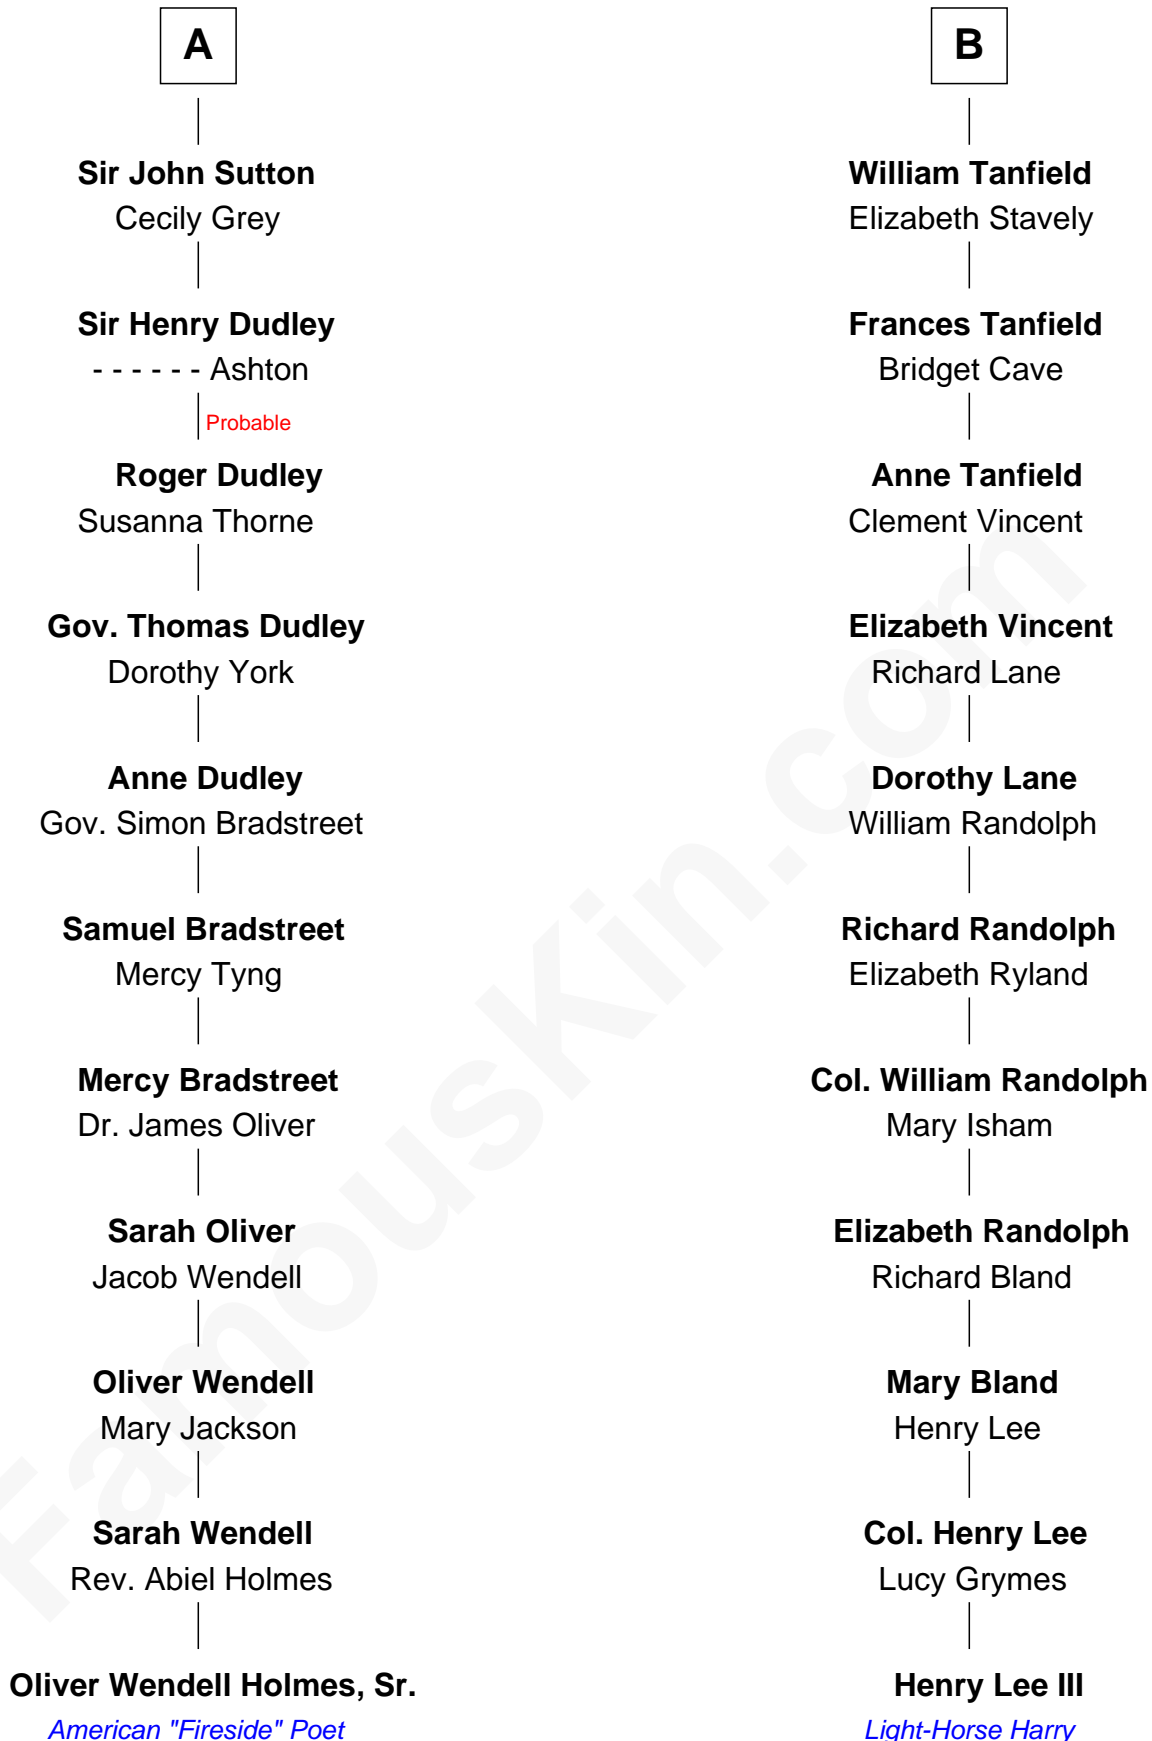 A
Sir John Sutton
Cecily Grey
Sir Henry Dudley
- - - - - - Ashton
Probable
Roger Dudley
Susanna Thorne
Gov. Thomas Dudley
Dorothy York
Anne Dudley
Gov. Simon Bradstreet
Samuel Bradstreet
Mercy Tyng
Mercy Bradstreet
Dr. James Oliver
Sarah Oliver
Jacob Wendell
Oliver Wendell
Mary Jackson
Sarah Wendell
Rev. Abiel Holmes
Oliver Wendell Holmes, Sr.
American "Fireside" Poet
B
William Tanfield
Elizabeth Stavely
Frances Tanfield
Bridget Cave
Anne Tanfield
Clement Vincent
Elizabeth Vincent
Richard Lane
Dorothy Lane
William Randolph
Richard Randolph
Elizabeth Ryland
Col. William Randolph
Mary Isham
Elizabeth Randolph
Richard Bland
Mary Bland
Henry Lee
Col. Henry Lee
Lucy Grymes
Henry Lee III
Light-Horse Harry
FamousKin.com